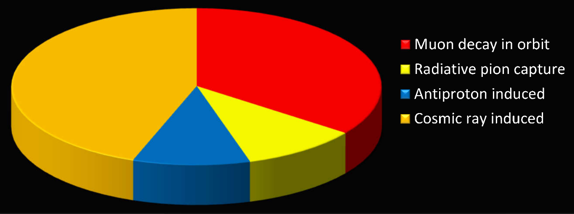 Muon decay in orbit
Radiative pion capture
Antiproton induced
Cosmic ray induced